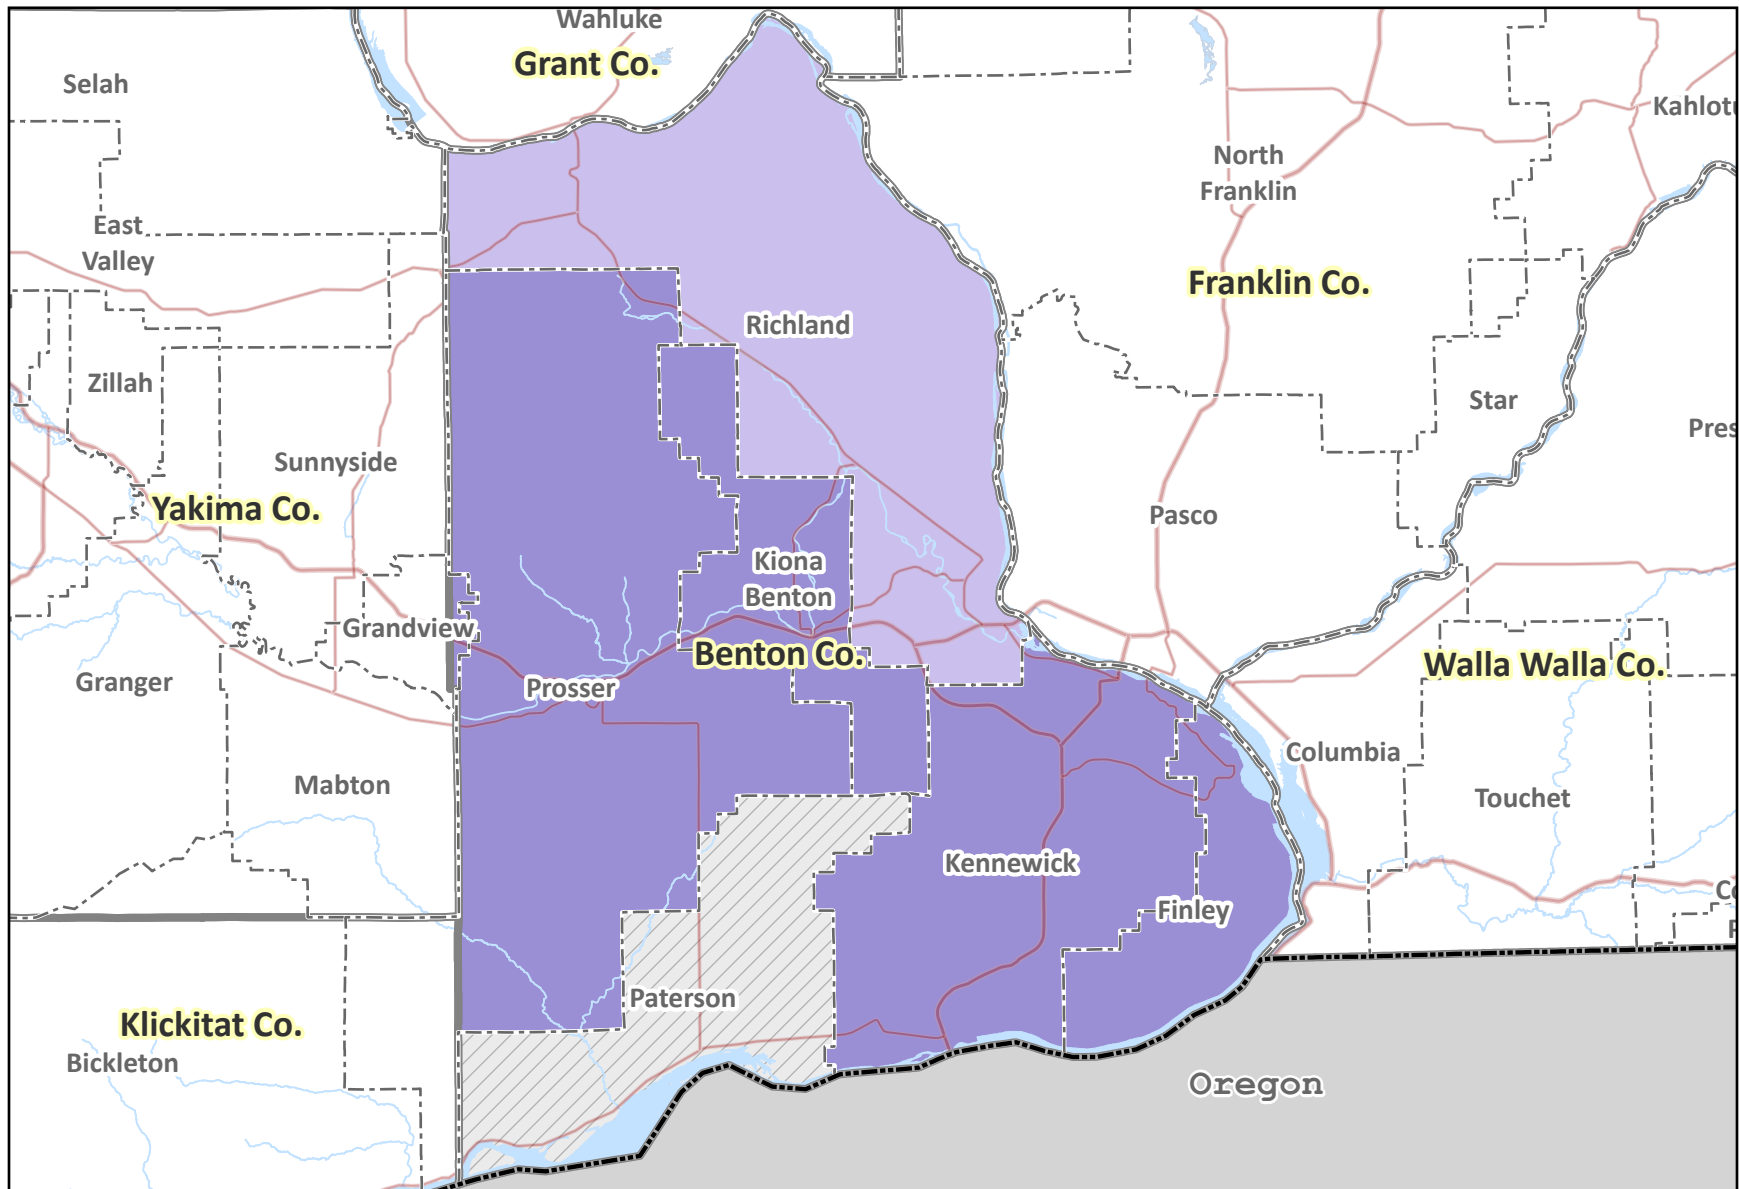 Wahluke
Grant Co.
Selah
Kahlotu
North
Franklin
East
Valley
Franklin Co.
Richland
Zillah
Star
Pres
Sunnyside
Yakima Co.
Pasco
Kiona
Benton
Grandview
Benton Co.
Walla Walla Co.
Granger
Prosser
Columbia
Mabton
Touchet
Kennewick
Finley
Paterson
Klickitat Co.
Bickleton
Oregon